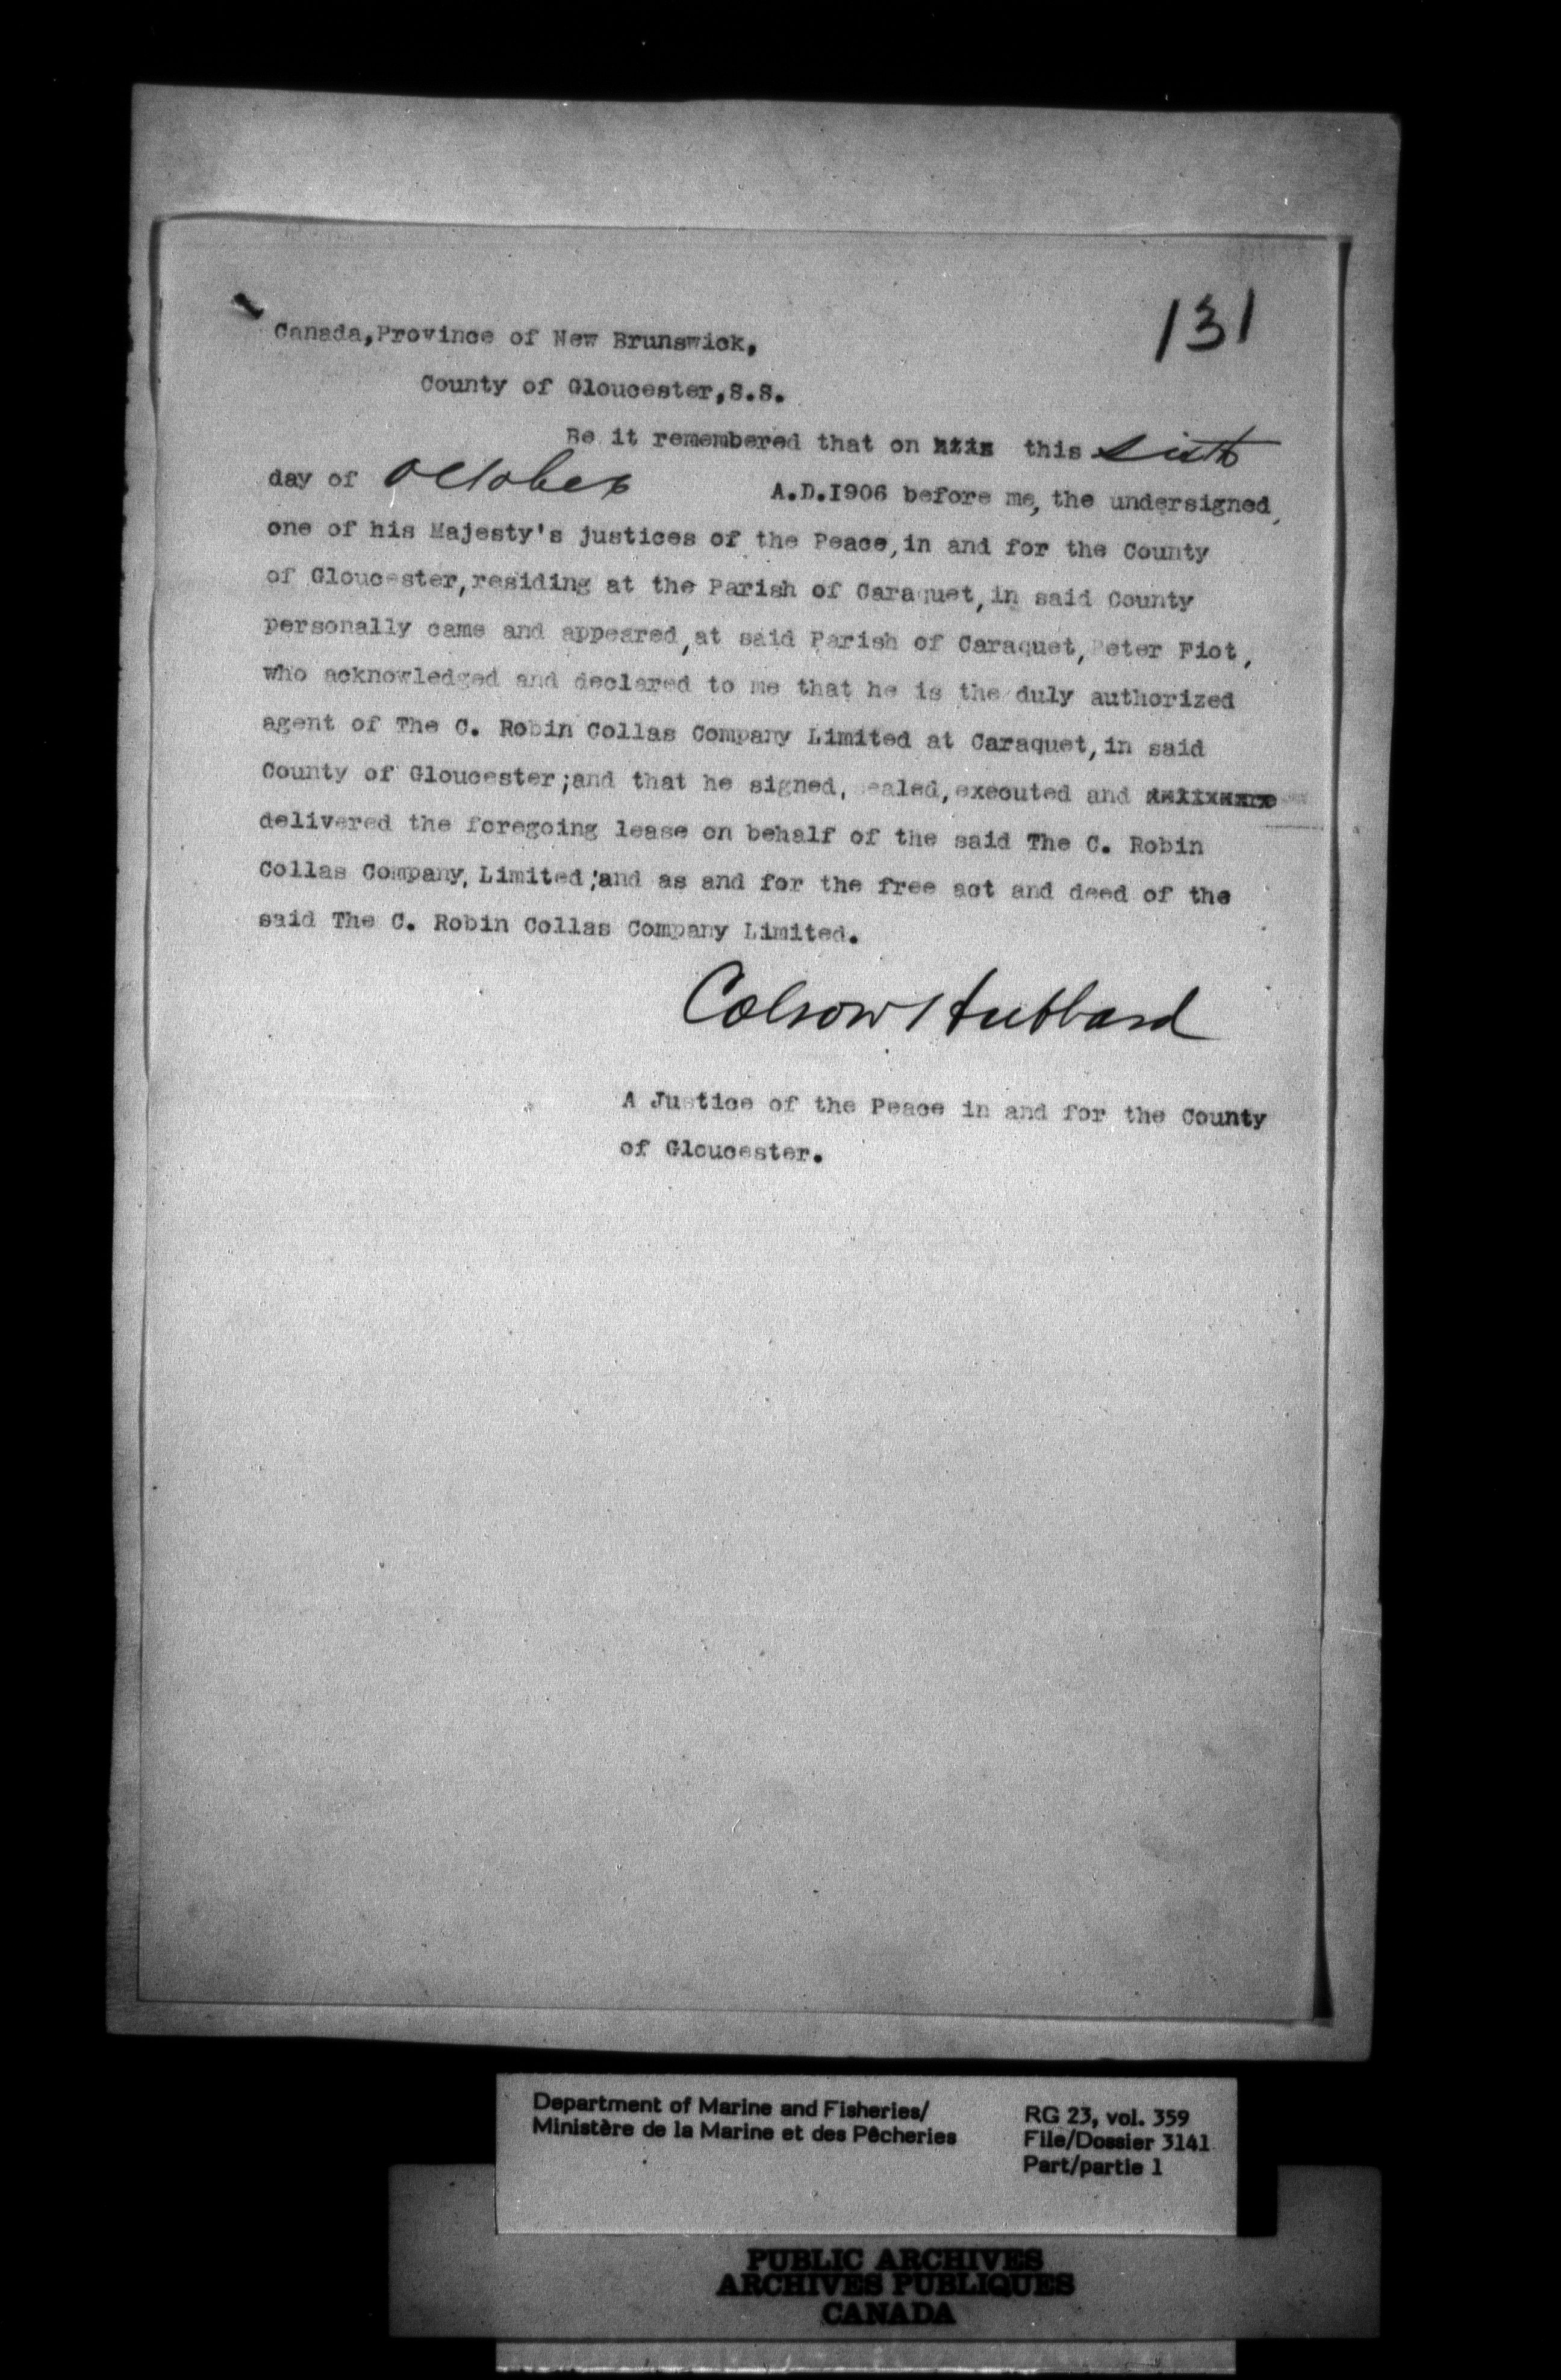 131
Canada,Province of New Brunswick,
County of Gloucester,S.S.
Be it remembered that on this sixth
day of October A.D.I906 before me, the undersigned,
one of his Majesty's justices of the Peace,in and for the County
of Gloucester,residing at the Parish of Caraquet,in said County
personally came and appeared,at said Parish of Caraquet,Peter Fiot,
who acknowledged and declared to me that he is the duly authorized
agent of The C. Robin Collas Company Limited at Caraquet,in said
County of Gloucester;and that he signed, sealed,executed and
delivered the foregoing lease on behalf of the said The C. Robin
Collas Company, Limited;and as and for the free act and deed of the
said The C. Robin Collas Company Limited.
Colson Hubbard
A Justice of the Peace in and for the County
of Gloucester.
Department of Marine and Fisheries/
Ministère de la Marine et des Pêcheries
RG 23, vol. 359
File/Dossier 3141
Part/partie 1
PUBLIC ARCHIVES
ARCHIVES PUBLIQUES
CANADA